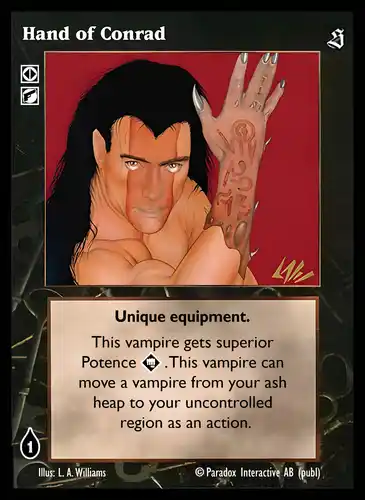 Hand of Conrad
Unique equipment.
This vampire gets superior
Potence . This vampire can
move a vampire from your ash
heap to your uncontrolled
region as an action.
1
Illus: L. A. Williams
© Paradox Interactive AB (publ)